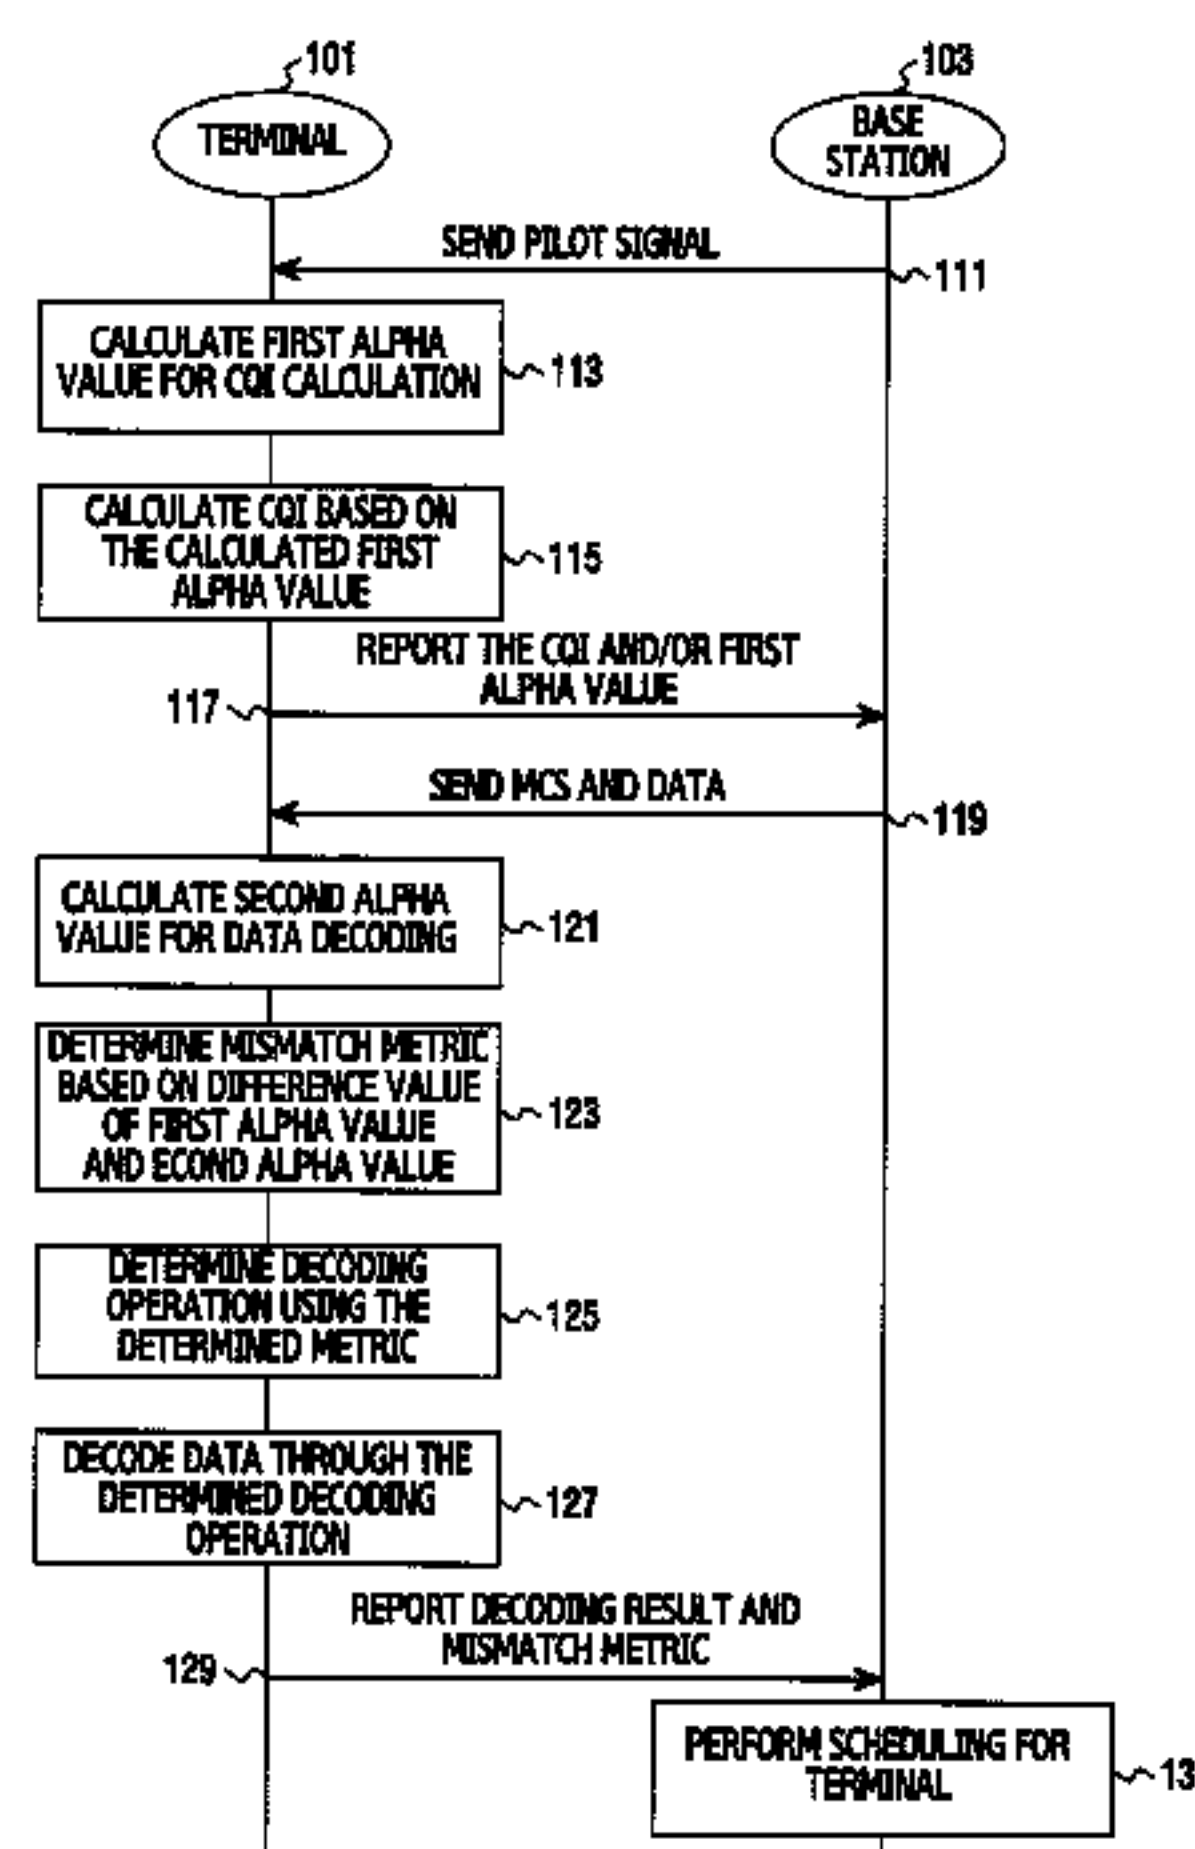 101
103
TERMINAL
BASE
STATION
SEND PILOT SIGNAL
111
CALCULATE FIRST ALPHA
VALUE FOR CQI CALCULATION
113
CALCULATE CQI BASED ON
THE CALCULATED FIRST
ALPHA VALUE
115
REPORT THE CQI AND/OR FIRST
ALPHA VALUE
117
SEND MCS AND DATA
119
CALCULATE SECOND ALPHA
VALUE FOR DATA DECODING
121
DETERMINE MISMATCH METRIC
BASED ON DIFFERENCE VALUE
OF FIRST ALPHA VALUE
AND ECOND ALPHA VALUE
123
DETERMINE DECODING
OPERATION USING THE
DETERMINED METRIC
125
DECODE DATA THROUGH THE
DETERMINED DECODING
OPERATION
127
REPORT DECODING RESULT AND
MISMATCH METRIC
129
PERFORM SCHEDULING FOR
TERMINAL
13